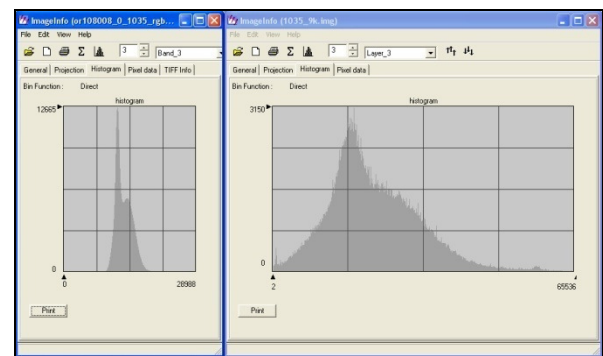 ImageInfo (or108008_0_1035_rgb...
File Edit View Help
3 Band_3
General Projection Histogram Pixel data TIFF Info
Bin Function : Direct
histogram
12665
0
0 28988
Print
ImageInfo (1035_9k.img)
File Edit View Help
3 Layer_3
General Projection Histogram Pixel data
Bin Function : Direct
histogram
3150
0
2 65536
Print